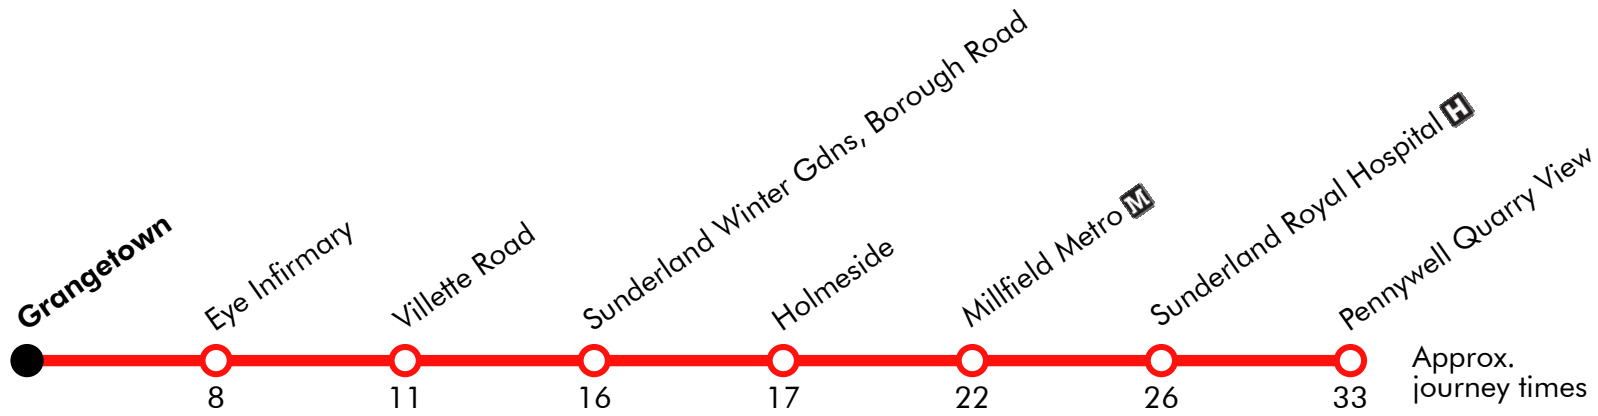 Grangetown
Eye Infirmary
Villette Road
Sunderland Winter Gdns, Borough Road
Holmeside
Millfield Metro M
Sunderland Royal Hospital H
Pennywell Quarry View
8
11
16
17
22
26
33
Approx.
journey times